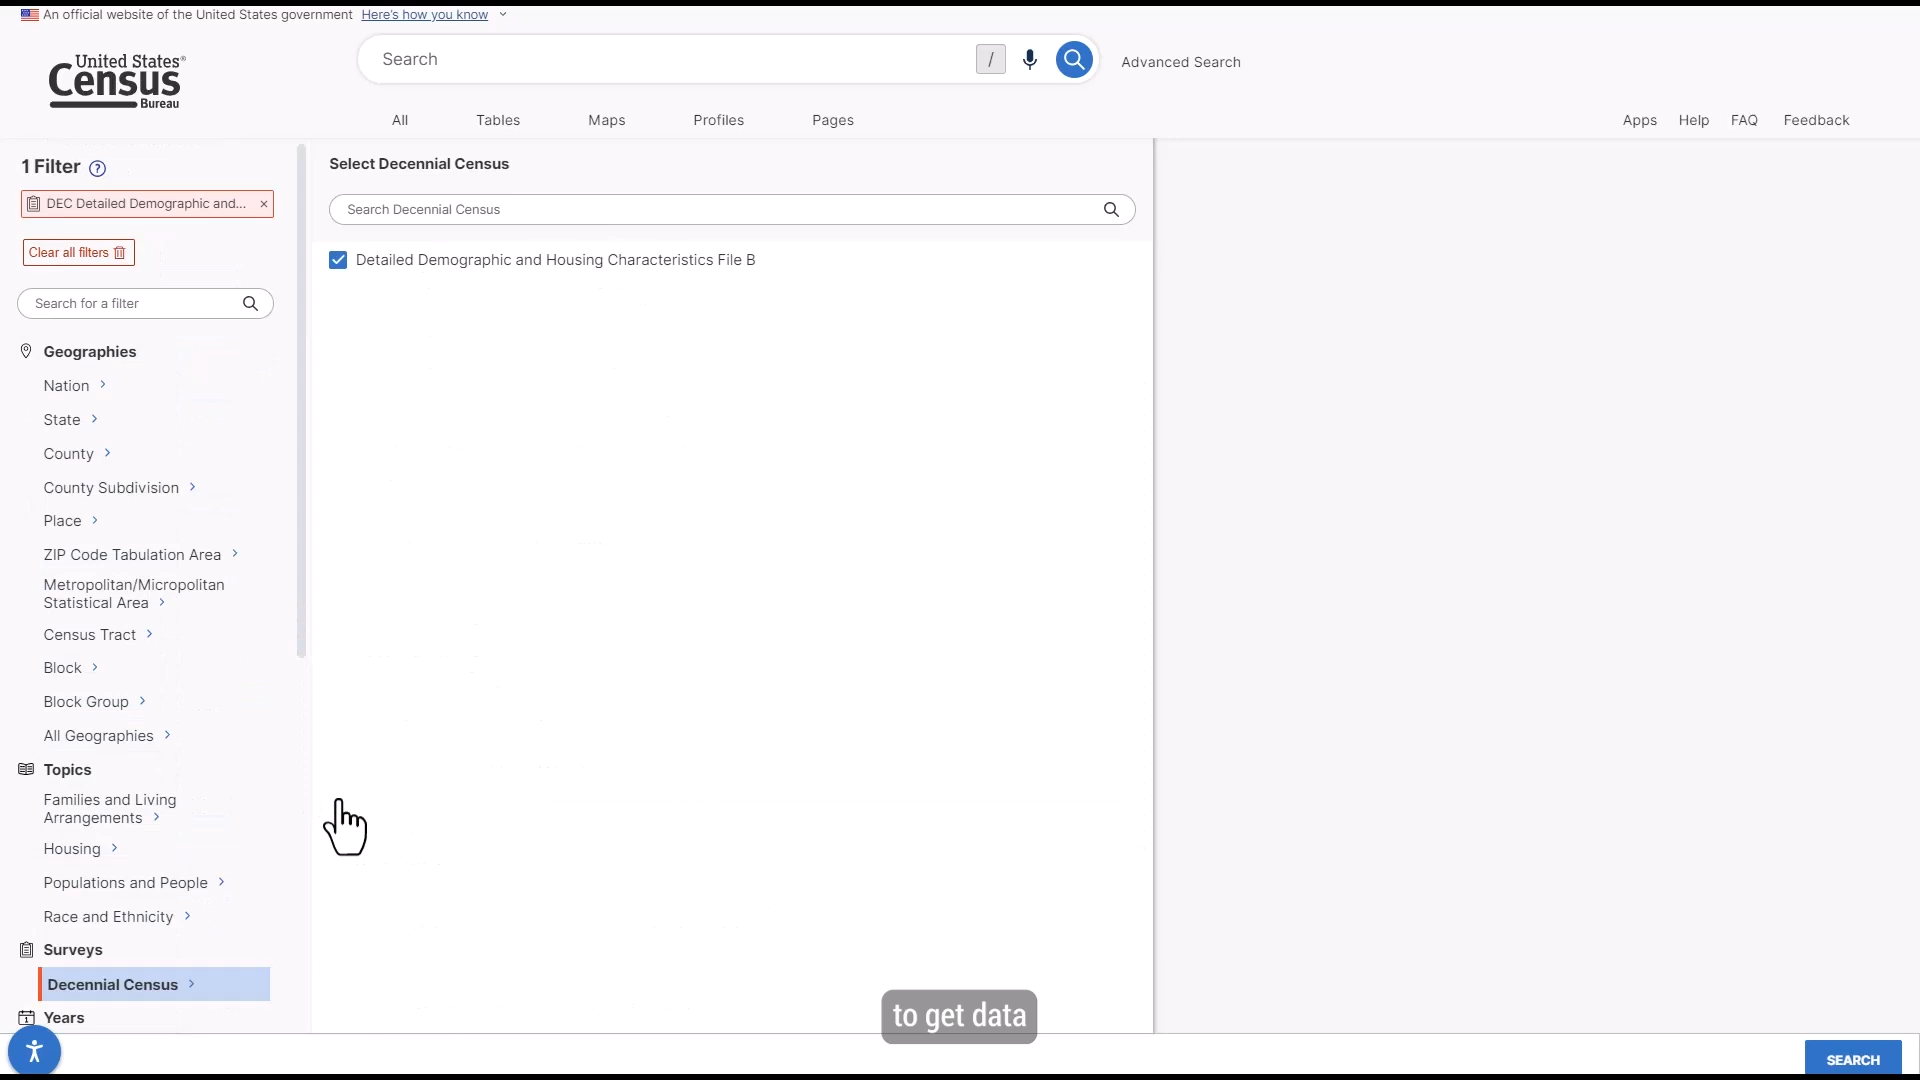 An official website of the United States government Here's how you know
United States®
Census
Bureau
Search
/
Advanced Search
All Tables Maps Profiles Pages
Apps Help FAQ Feedback
1 Filter ?
DEC Detailed Demographic and... ×
Clear all filters
Search for a filter
Geographies
Nation
State
County
County Subdivision
Place
ZIP Code Tabulation Area
Metropolitan/Micropolitan
Statistical Area
Census Tract
Block
Block Group
All Geographies
Topics
Families and Living
Arrangements
Housing
Populations and People
Race and Ethnicity
Surveys
Decennial Census
Years
Select Decennial Census
Search Decennial Census
Detailed Demographic and Housing Characteristics File B
to get data
SEARCH